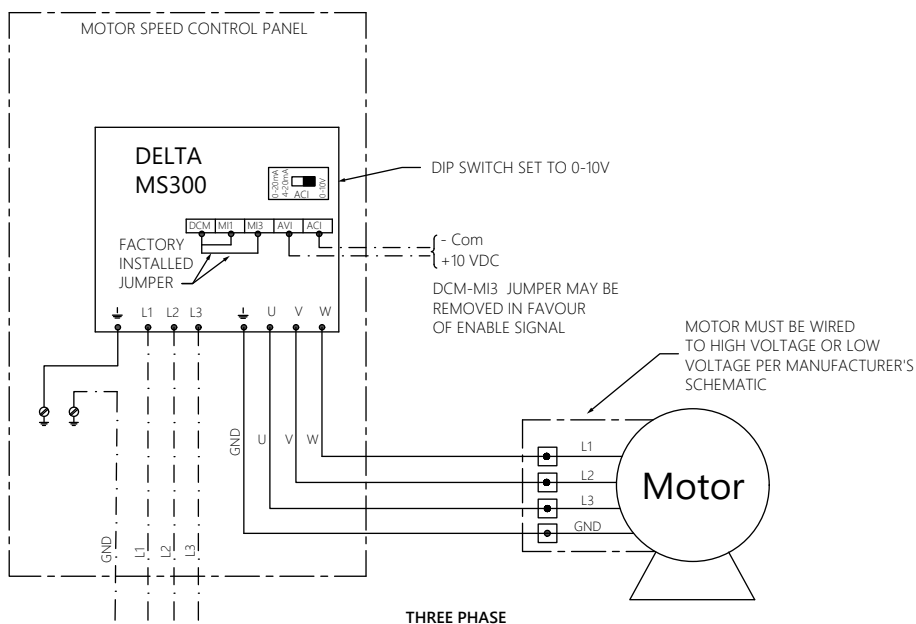 MOTOR SPEED CONTROL PANEL
DELTA
MS300
0-20mA
4-20mA
ACI
0-10V
DIP SWITCH SET TO 0-10V
DCM MI1 MI3 AVI ACI
FACTORY
INSTALLED
JUMPER
- Com
+10 VDC
DCM-MI3 JUMPER MAY BE
REMOVED IN FAVOUR
OF ENABLE SIGNAL
L1 L2 L3 U V W
MOTOR MUST BE WIRED
TO HIGH VOLTAGE OR LOW
VOLTAGE PER MANUFACTURER'S
SCHEMATIC
GND U V W
L1
L2
L3
GND
Motor
GND L1 L2 L3
THREE PHASE